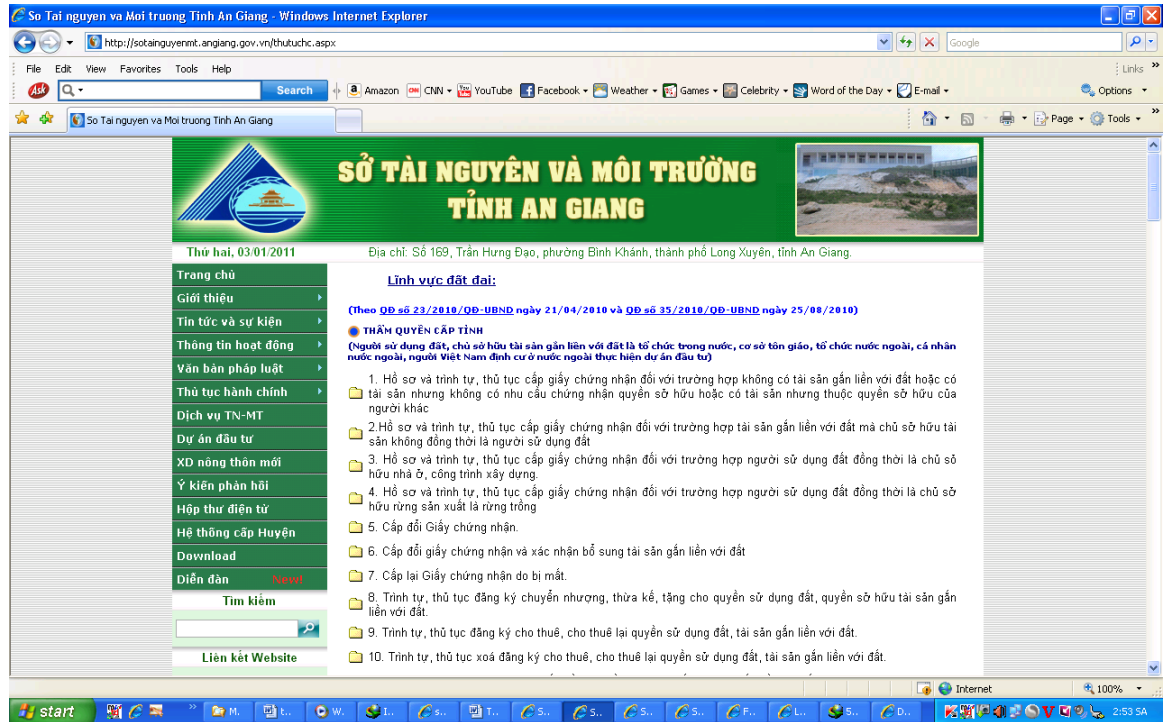 So Tai nguyen va Moi truong Tinh An Giang - Windows Internet Explorer
http://sotainguyenmt.angiang.gov.vn/thutuchc.aspx
Google
File Edit View Favorites Tools Help
Links
Ask
Search
Amazon CNN YouTube Facebook Weather Games Celebrity Word of the Day E-mail
Options
So Tai nguyen va Moi truong Tinh An Giang
Page Tools
SỞ TÀI NGUYÊN VÀ MÔI TRƯỜNG
TỈNH AN GIANG
Thứ hai, 03/01/2011
Địa chỉ: Số 169, Trần Hưng Đạo, phường Bình Khánh, thành phố Long Xuyên, tỉnh An Giang.
Trang chủ
Giới thiệu
Tin tức và sự kiện
Thông tin hoạt động
Văn bản pháp luật
Thủ tục hành chính
Dịch vụ TN-MT
Dự án đầu tư
XD nông thôn mới
Ý kiến phản hồi
Hộp thư điện tử
Hệ thống cấp Huyện
Download
Diễn đàn New!
Tìm kiếm
Liên kết Website
Lĩnh vực đất đai:
(Theo QĐ số 23/2010/QĐ-UBND ngày 21/04/2010 và QĐ số 35/2010/QĐ-UBND ngày 25/08/2010)
THẨM QUYỀN CẤP TỈNH
(Người sử dụng đất, chủ sở hữu tài sản gắn liền với đất là tổ chức trong nước, cơ sở tôn giáo, tổ chức nước ngoài, cá nhân
nước ngoài, người Việt Nam định cư ở nước ngoài thực hiện dự án đầu tư)
1. Hồ sơ và trình tự, thủ tục cấp giấy chứng nhận đối với trường hợp không có tài sản gắn liền với đất hoặc có
tài sản nhưng không có nhu cầu chứng nhận quyền sở hữu hoặc có tài sản nhưng thuộc quyền sở hữu của
người khác
2.Hồ sơ và trình tự, thủ tục cấp giấy chứng nhận đối với trường hợp tài sản gắn liền với đất mà chủ sở hữu tài
sản không đồng thời là người sử dụng đất
3. Hồ sơ và trình tự, thủ tục cấp giấy chứng nhận đối với trường hợp người sử dụng đất đồng thời là chủ sỏ
hữu nhà ở, công trình xây dựng.
4. Hồ sơ và trình tự, thủ tục cấp giấy chứng nhận đối với trường hợp người sử dụng đất đồng thời là chủ sở
hữu rừng sản xuất là rừng trồng
5. Cấp đổi Giấy chứng nhận.
6. Cấp đổi giấy chứng nhận và xác nhận bổ sung tài sản gắn liền với đất
7. Cấp lại Giấy chứng nhận do bị mất.
8. Trình tự, thủ tục đăng ký chuyển nhượng, thừa kế, tặng cho quyền sử dụng đất, quyền sở hữu tài sản gắn
liền với đất.
9. Trình tự, thủ tục đăng ký cho thuê, cho thuê lại quyền sử dụng đất, tài sản gắn liền với đất.
10. Trình tự, thủ tục xoá đăng ký cho thuê, cho thuê lại quyền sử dụng đất, tài sản gắn liền với đất.
Internet
100%
start
M. t.. W. I.. s.. T.. S.. s.. S.. F.. L.. S.. D..
2:53 SA